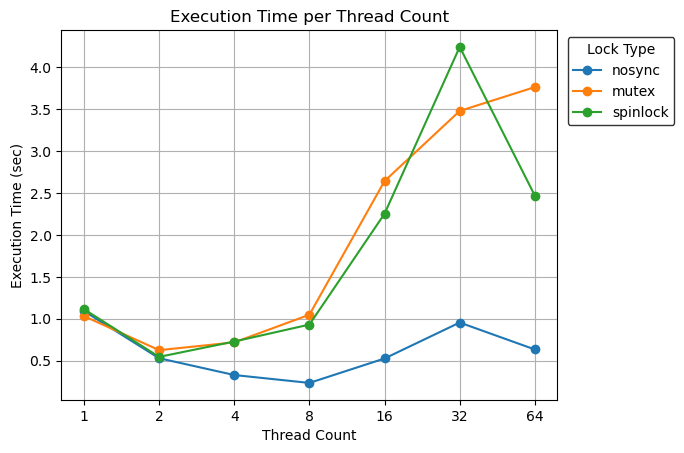 Execution Time per Thread Count
Execution Time (sec)
4.0
3.5
3.0
2.5
2.0
1.5
1.0
0.5
1 2 4 8 16 32 64
Thread Count
Lock Type
nosync
mutex
spinlock